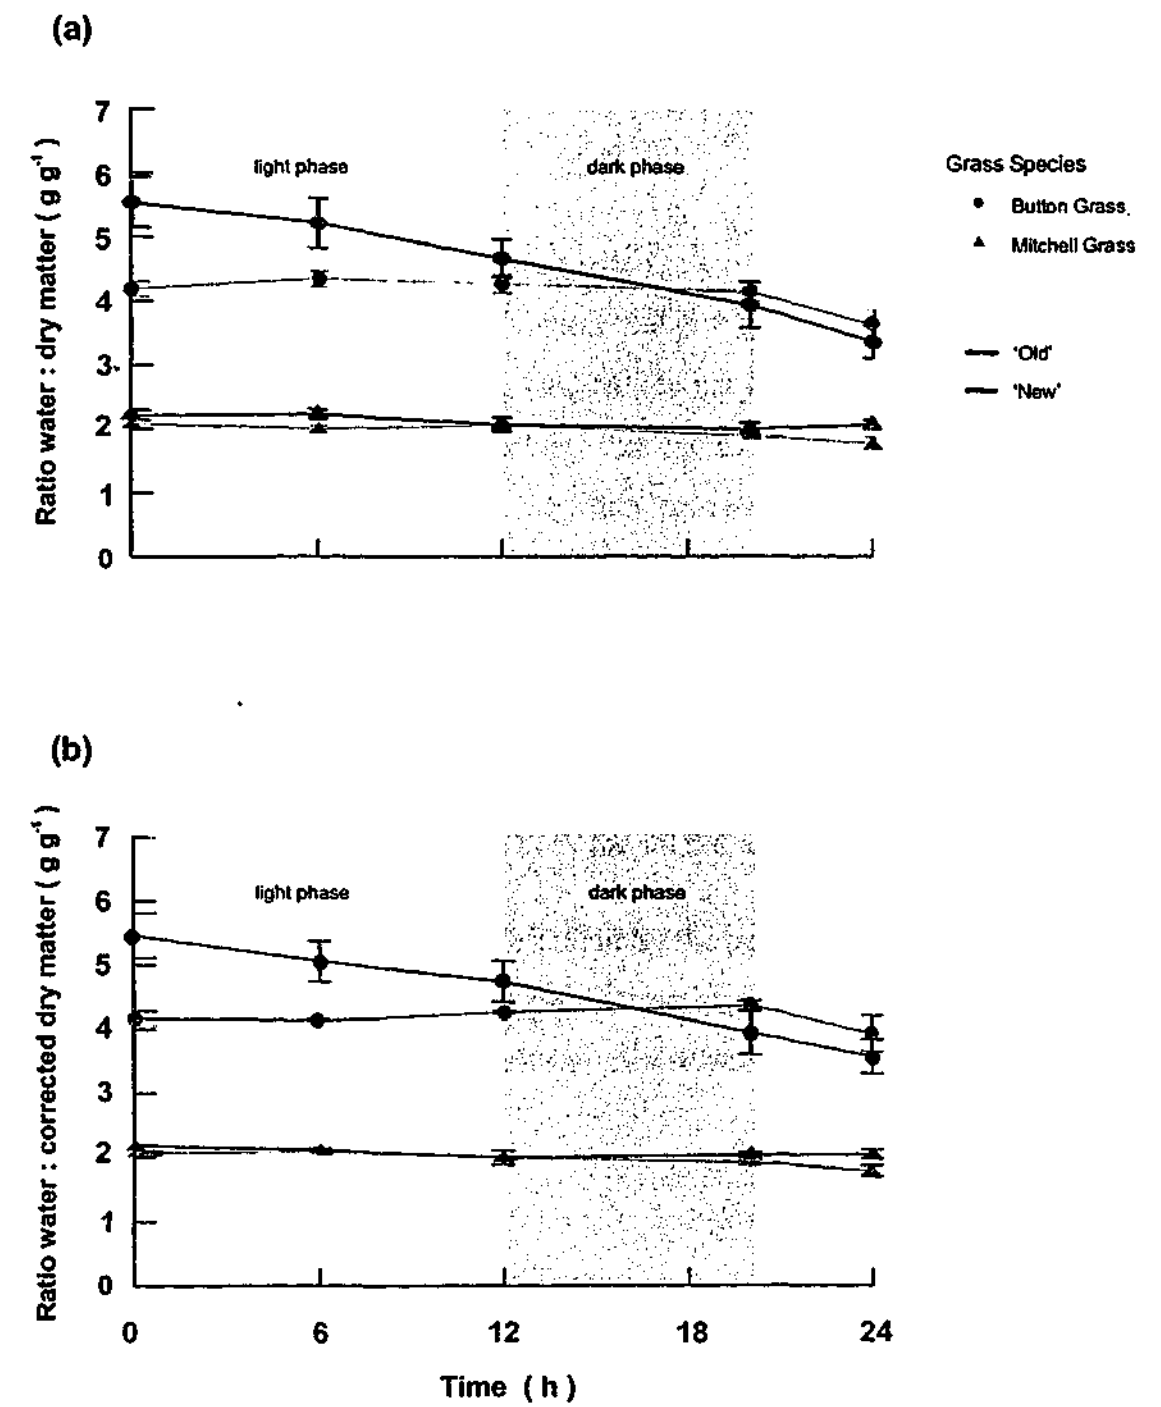 (a)
Ratio water : dry matter ( g g⁻¹ )
7
6
5
4
3
2
1
0
light phase
dark phase
Grass Species
Button Grass
Mitchell Grass
'Old'
'New'
(b)
Ratio water : corrected dry matter ( g g⁻¹ )
7
6
5
4
3
2
1
0
light phase
dark phase
0 6 12 18 24
Time ( h )